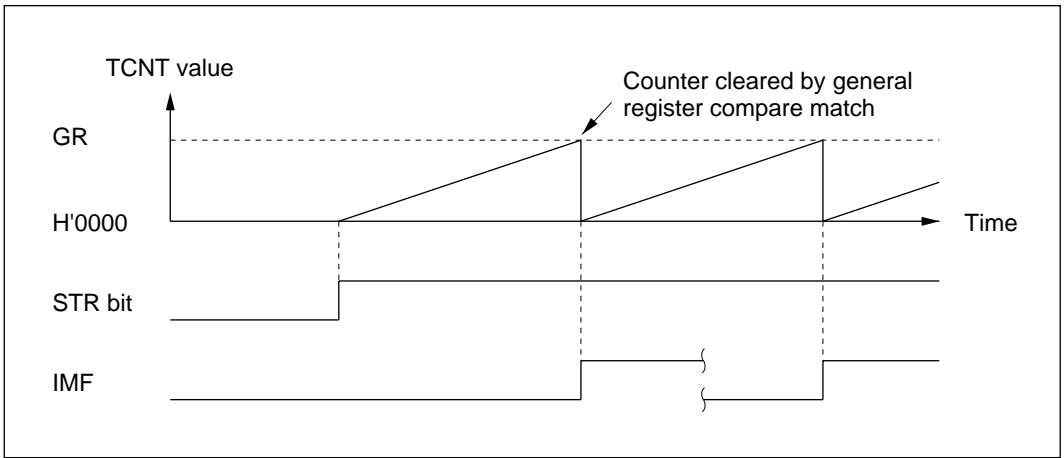 TCNT value
Counter cleared by general
register compare match
GR
H'0000
Time
STR bit
IMF